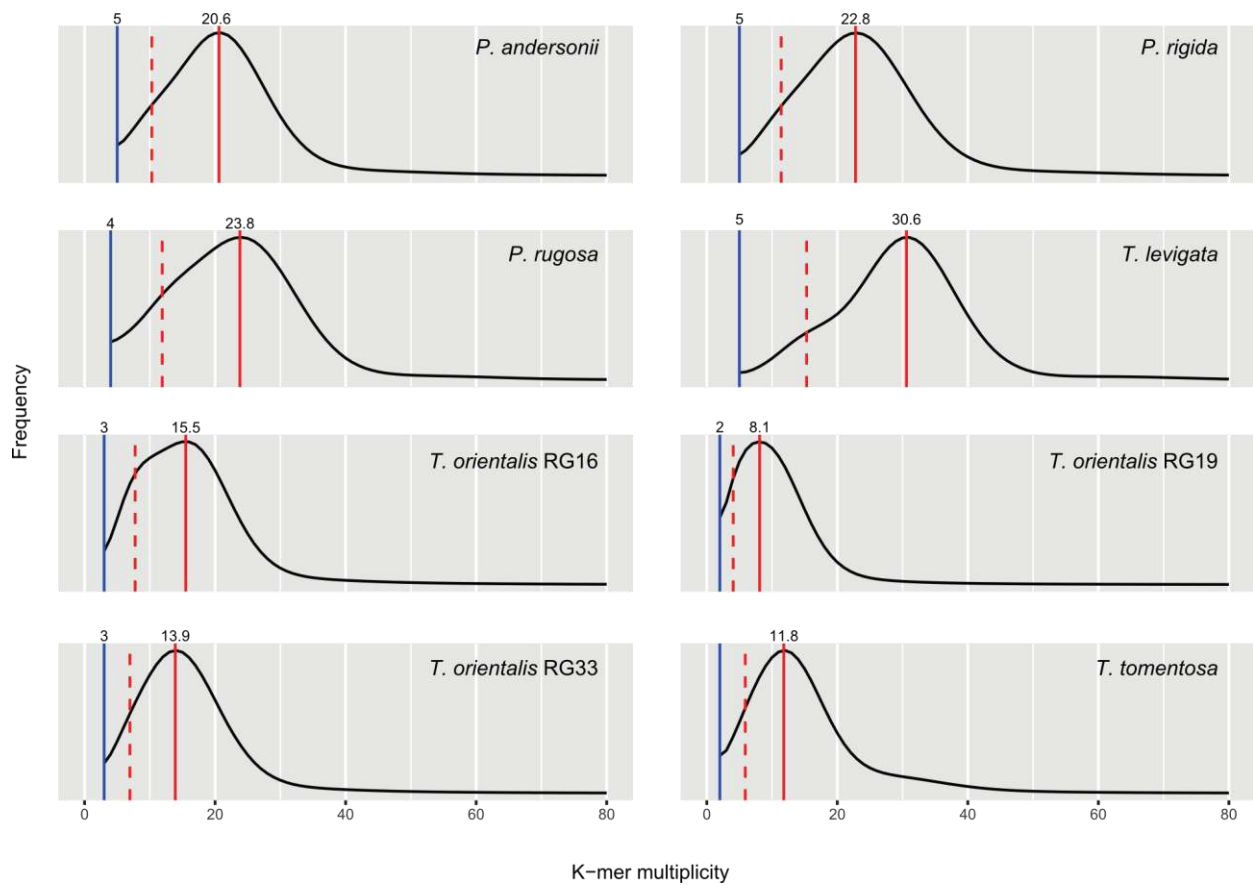 5 20.6
P. andersonii
5 22.8
P. rigida
4 23.8
P. rugosa
5 30.6
T. levigata
3 15.5
T. orientalis RG16
2 8.1
T. orientalis RG19
3 13.9
T. orientalis RG33
11.8
T. tomentosa
Frequency
0 20 40 60 80
0 20 40 60 80
K−mer multiplicity